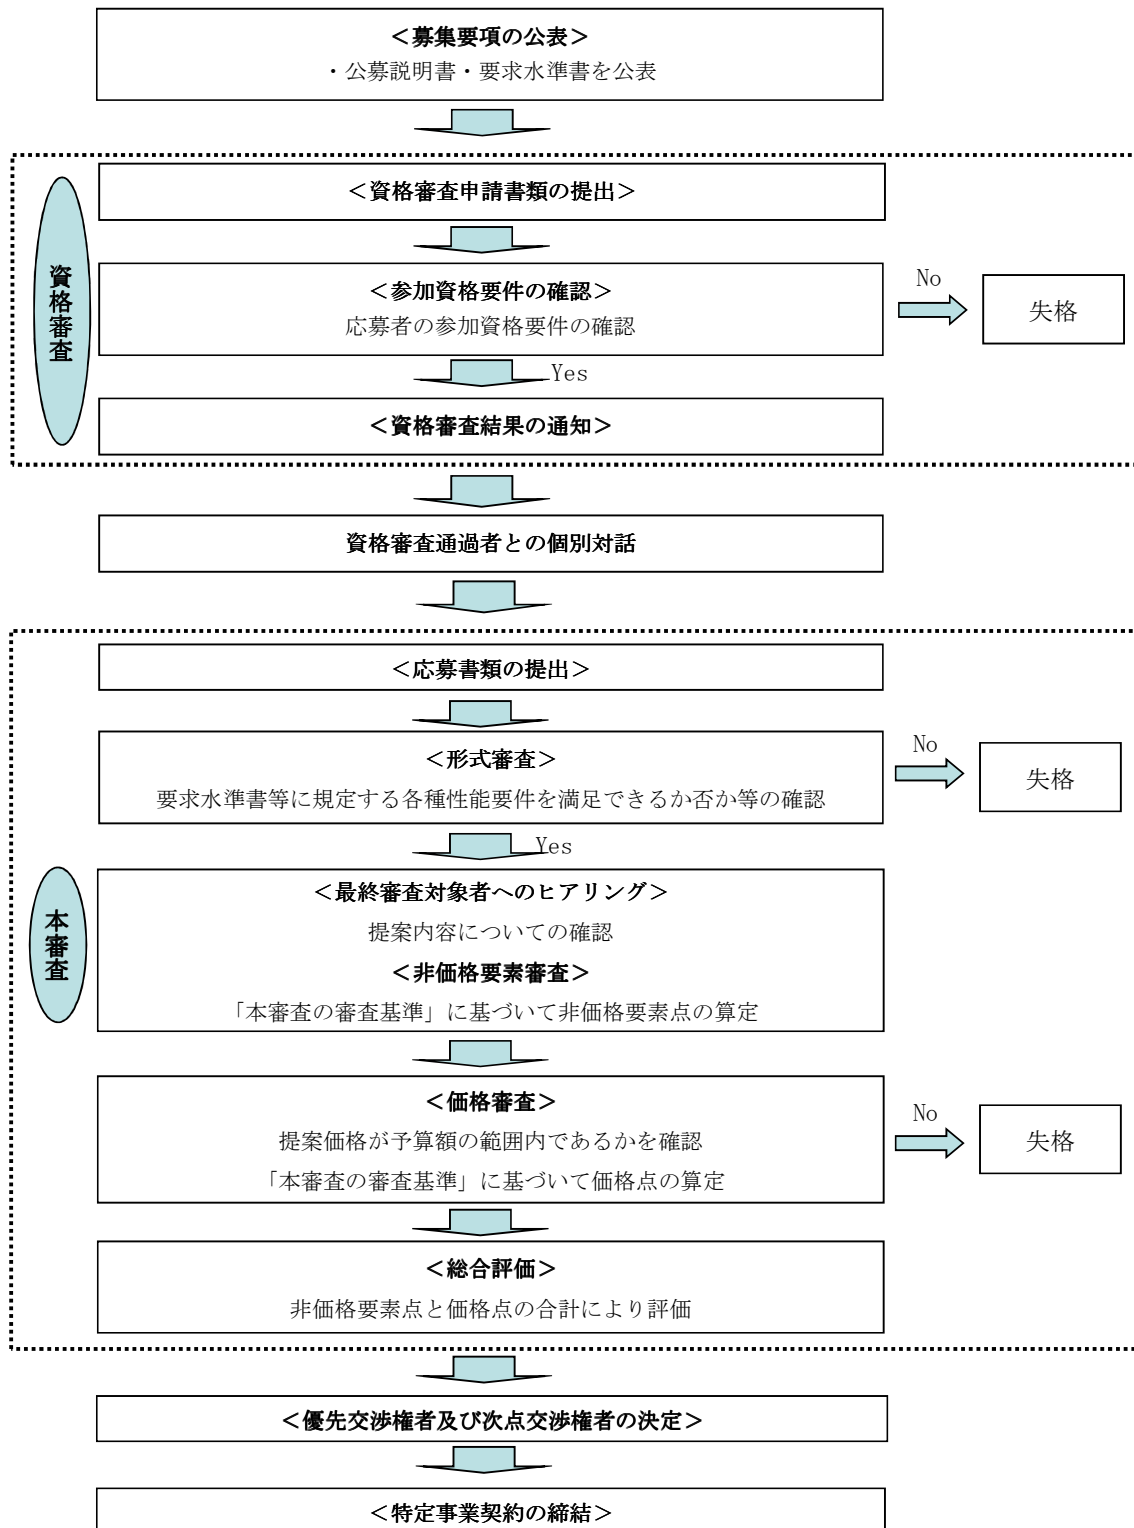 ＜募集要項の公表＞
・公募説明書・要求水準書を公表
資格審査
＜資格審査申請書類の提出＞
＜参加資格要件の確認＞
応募者の参加資格要件の確認
No
失格
Yes
＜資格審査結果の通知＞
資格審査通過者との個別対話
本審査
＜応募書類の提出＞
＜形式審査＞
要求水準書等に規定する各種性能要件を満足できるか否か等の確認
No
失格
Yes
＜最終審査対象者へのヒアリング＞
提案内容についての確認
＜非価格要素審査＞
「本審査の審査基準」に基づいて非価格要素点の算定
＜価格審査＞
提案価格が予算額の範囲内であるかを確認
「本審査の審査基準」に基づいて価格点の算定
No
失格
＜総合評価＞
非価格要素点と価格点の合計により評価
＜優先交渉権者及び次点交渉権者の決定＞
＜特定事業契約の締結＞